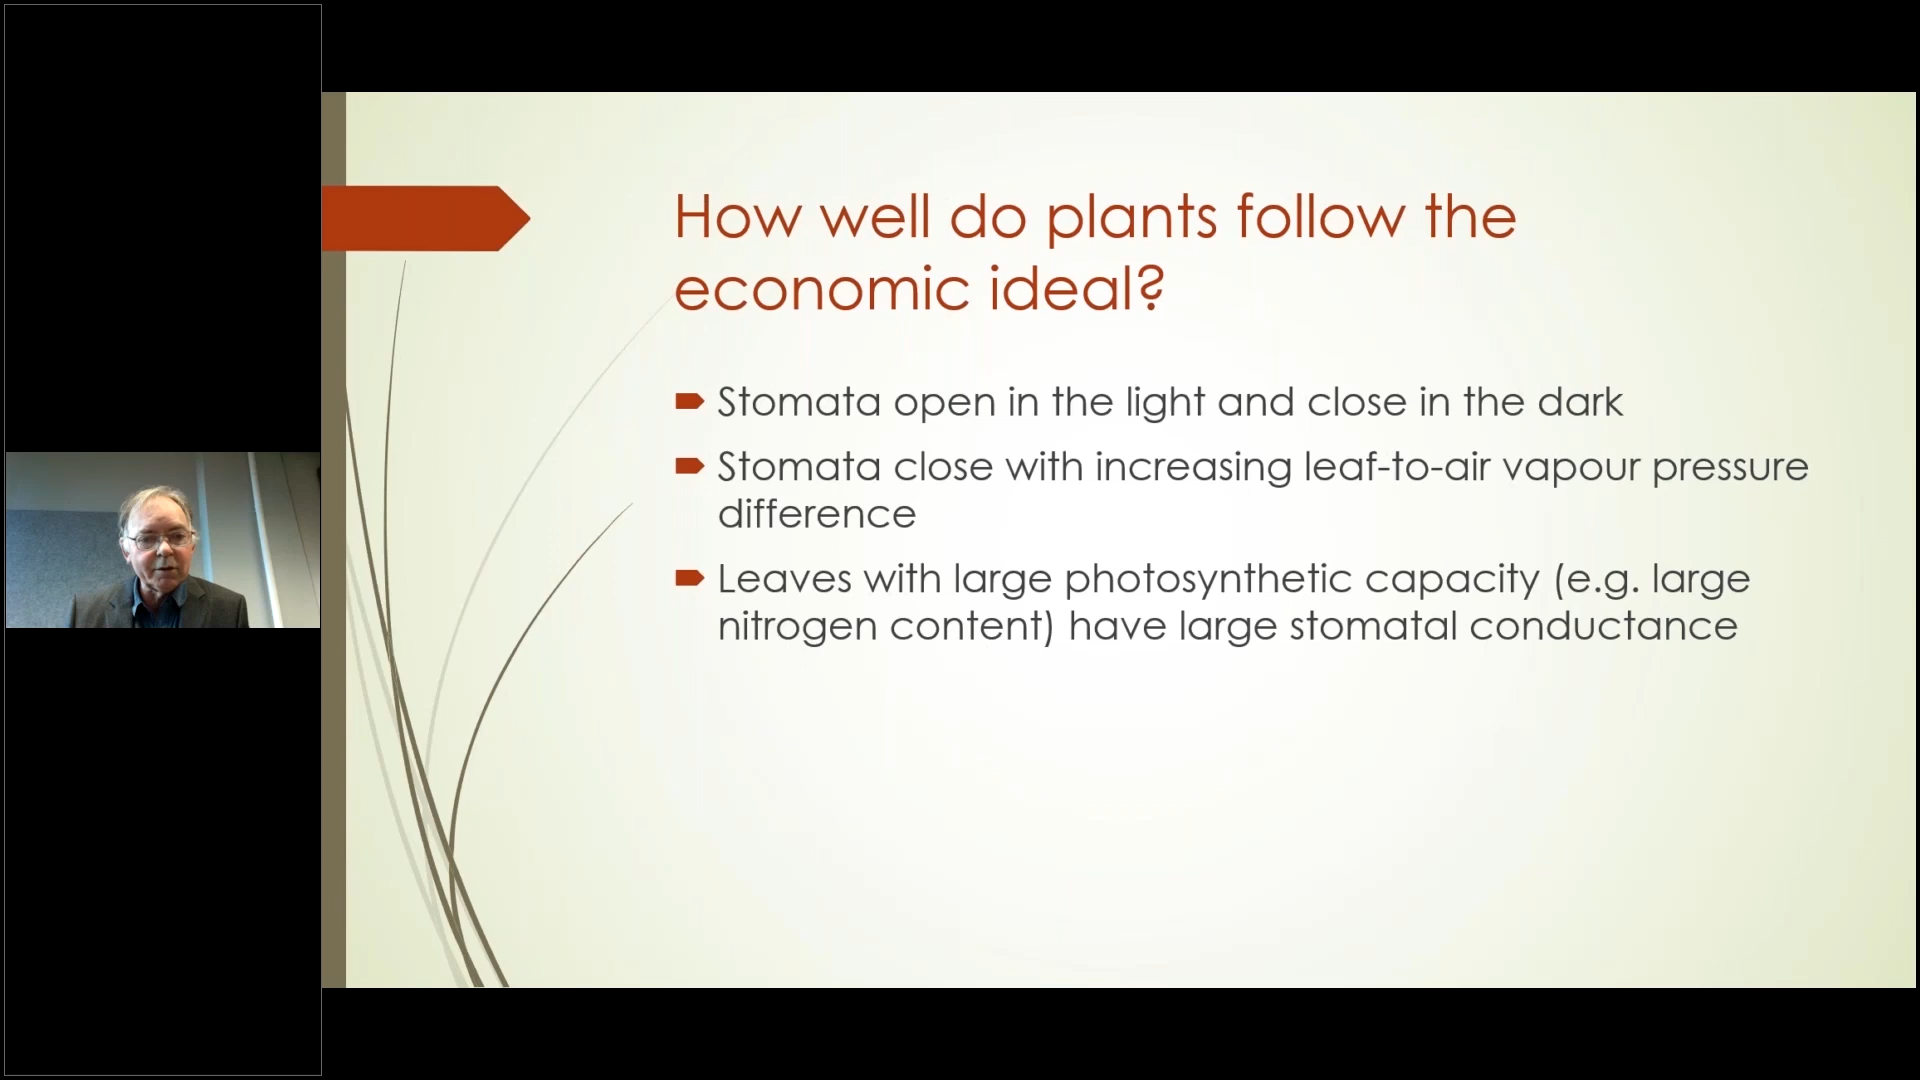 How well do plants follow the
economic ideal?
Stomata open in the light and close in the dark
Stomata close with increasing leaf-to-air vapour pressure
difference
Leaves with large photosynthetic capacity (e.g. large
nitrogen content) have large stomatal conductance